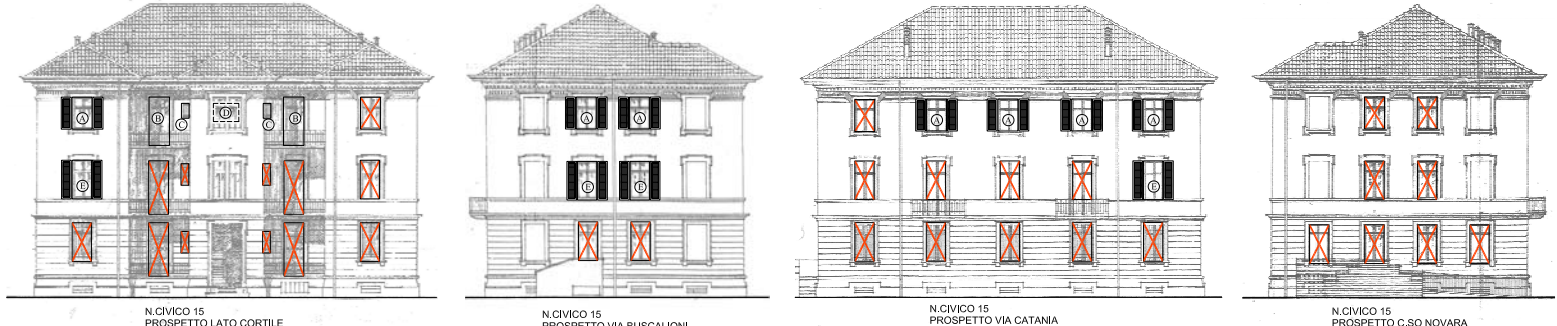 A B C D C B
E
N.CIVICO 15
PROSPETTO LATO CORTILE
A A
E E
N.CIVICO 15
PROSPETTO VIA BUSCALIONI
A A A A
E
N.CIVICO 15
PROSPETTO VIA CATANIA
N.CIVICO 15
PROSPETTO C.SO NOVARA